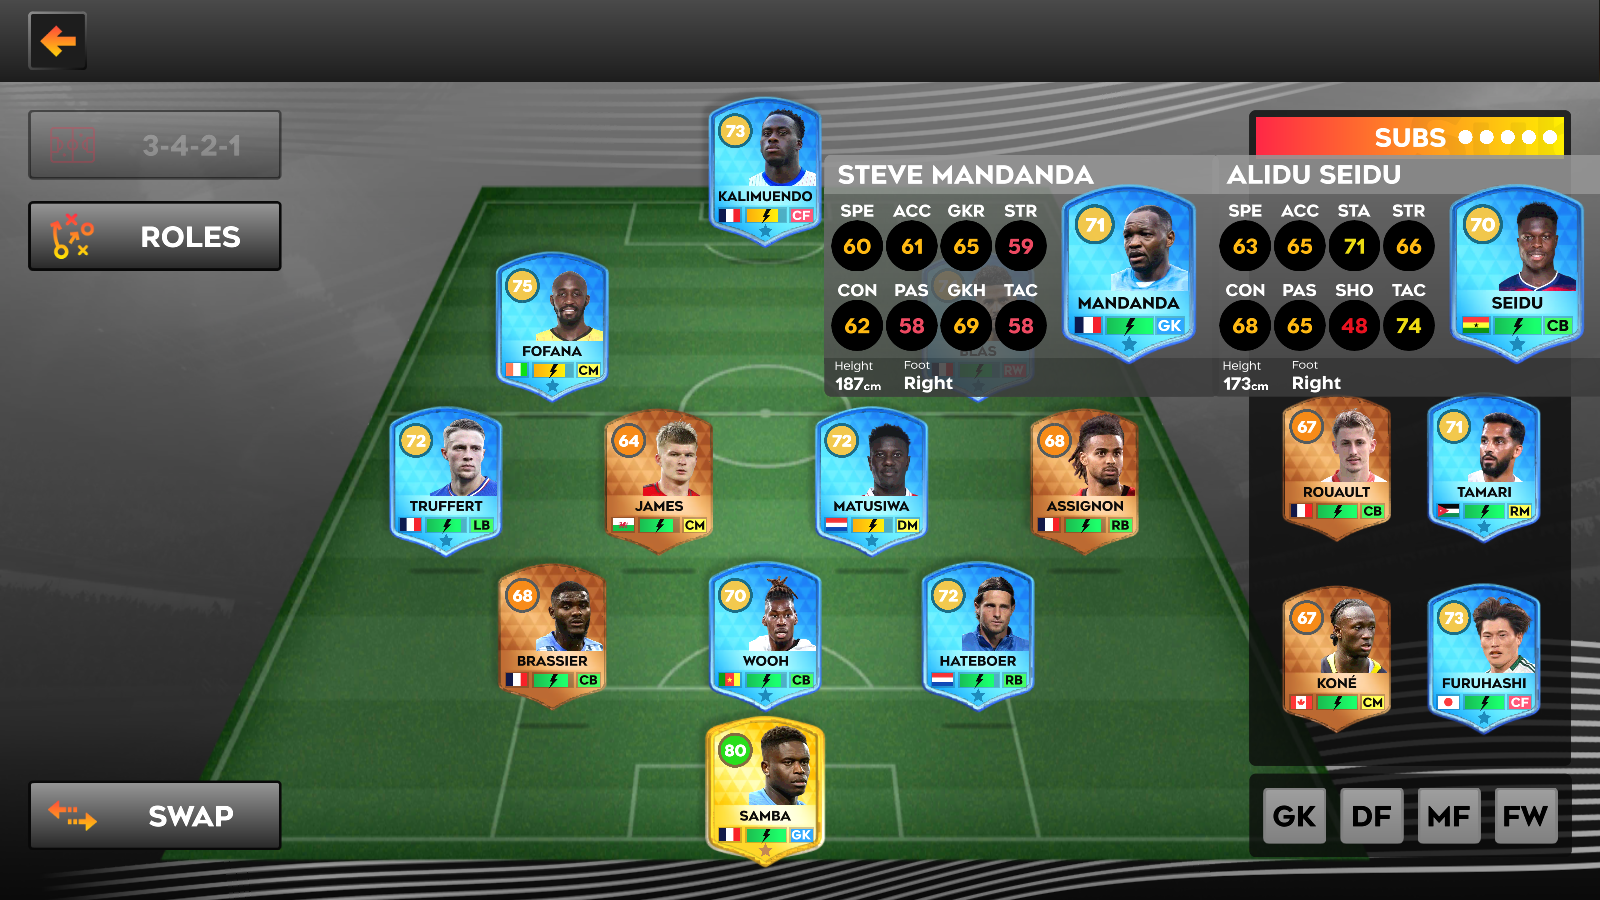 3-4-2-1
ROLES
SWAP
73
KALIMUENDO
CF
75
FOFANA
CM
BLAS
RW
72
TRUFFERT
LB
64
JAMES
CM
72
MATUSIWA
DM
68
ASSIGNON
RB
68
BRASSIER
CB
70
WOOH
CB
72
HATEBOER
RB
80
SAMBA
GK
SUBS
STEVE MANDANDA
SPE ACC GKR STR
60 61 65 59
CON PAS GKH TAC
62 58 69 58
Height Foot
187cm Right
71
MANDANDA
GK
ALIDU SEIDU
SPE ACC STA STR
63 65 71 66
CON PAS SHO TAC
68 65 48 74
Height Foot
173cm Right
70
SEIDU
CB
67
ROUAULT
CB
71
TAMARI
RM
67
KONÉ
CM
73
FURUHASHI
CF
GK DF MF FW